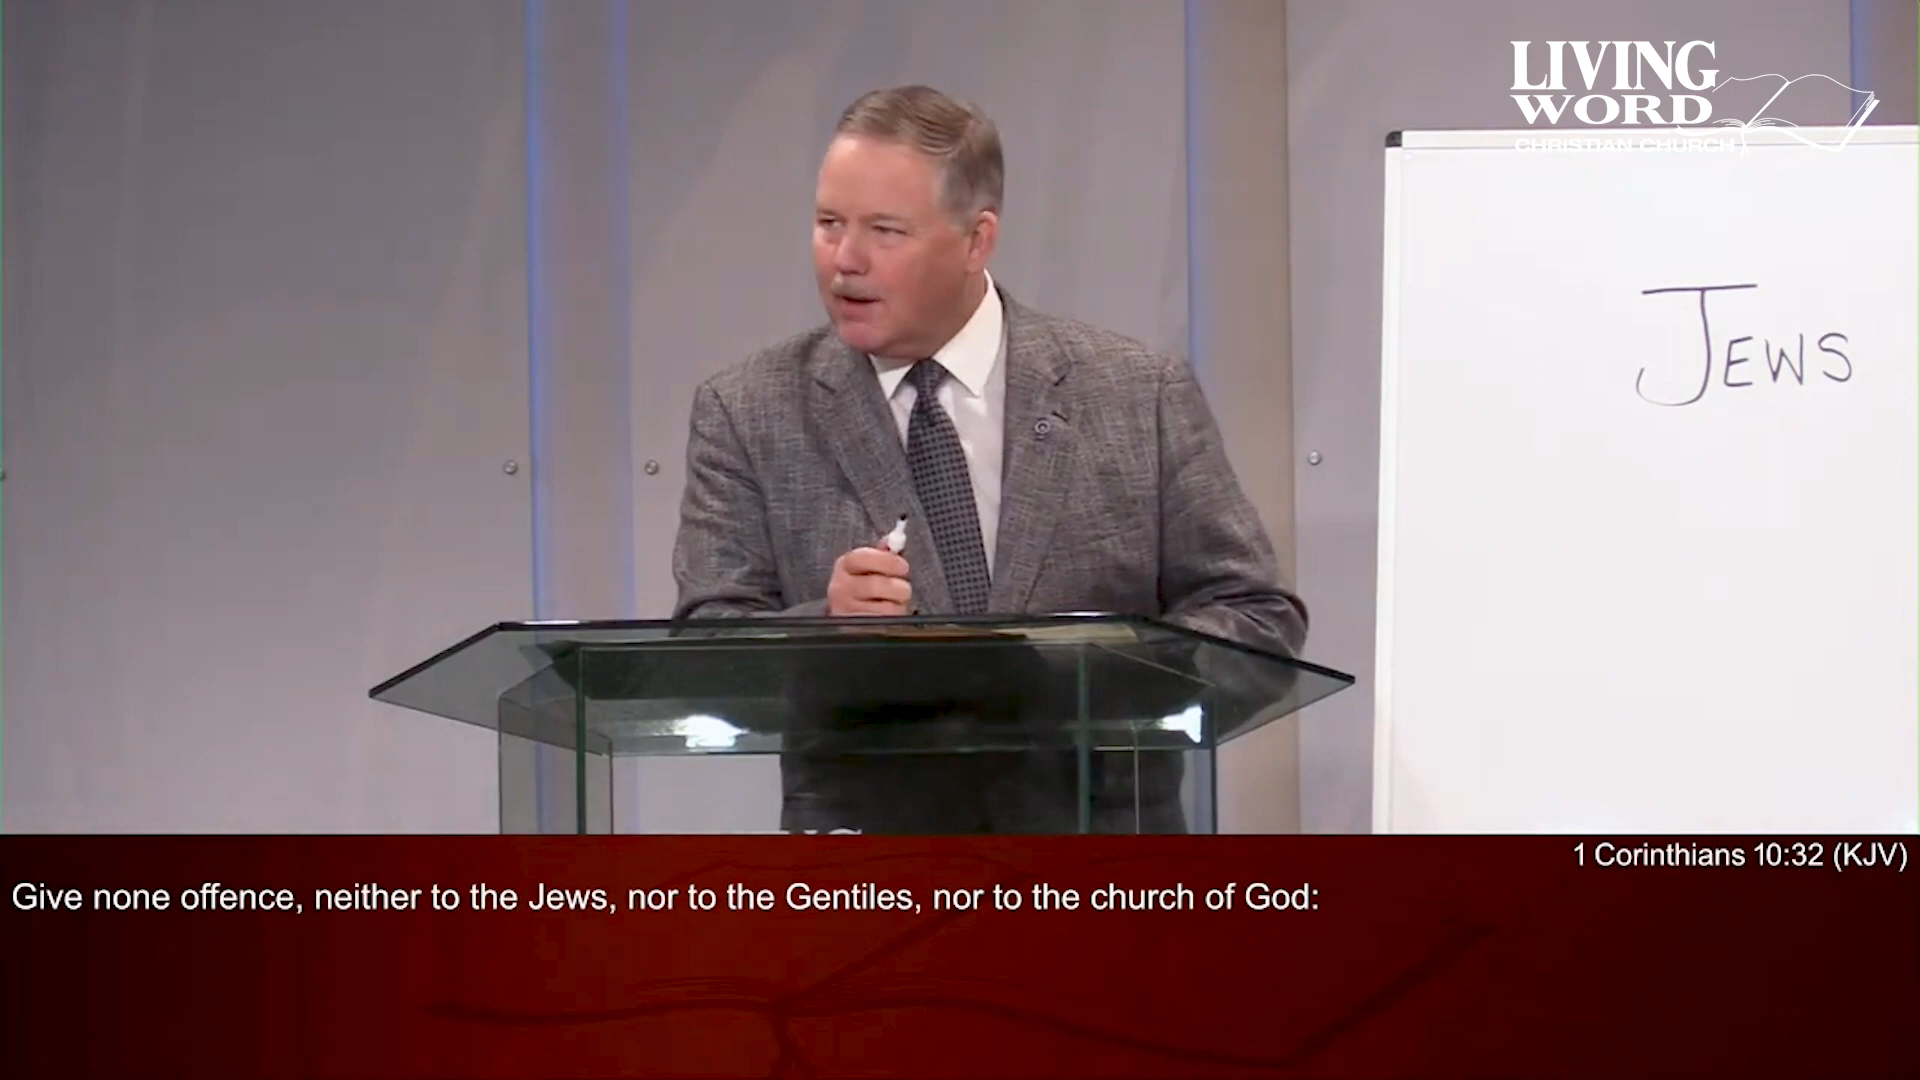 LIVING
WORD
CHRISTIAN CHURCH
JEWS
1 Corinthians 10:32 (KJV)
Give none offence, neither to the Jews, nor to the Gentiles, nor to the church of God: